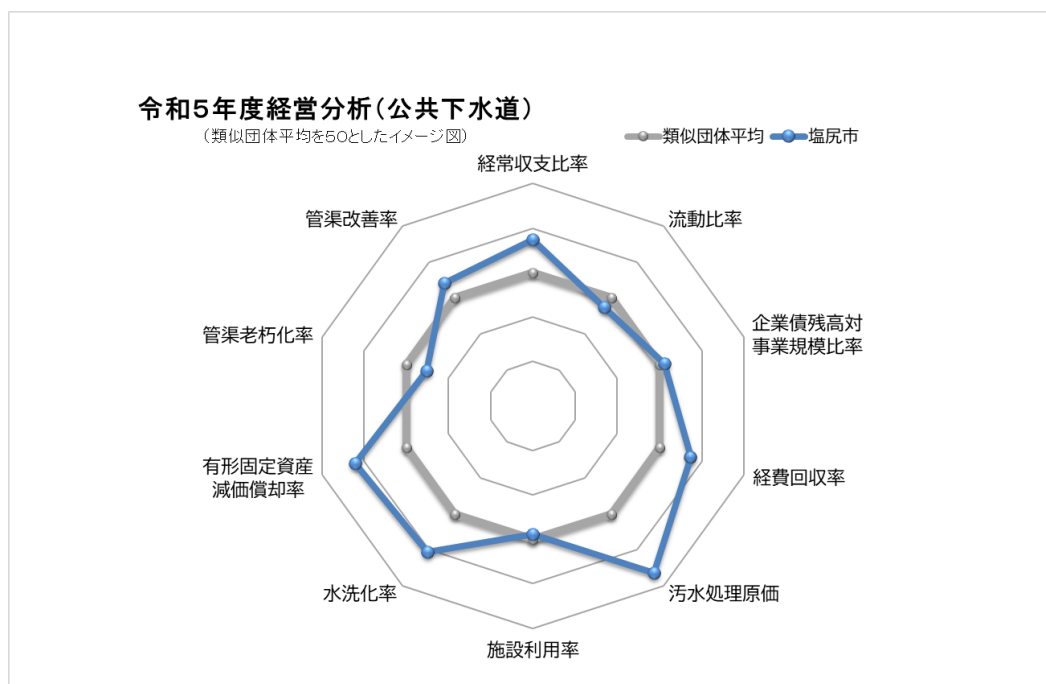 令和5年度経営分析(公共下水道)
(類似団体平均を50としたイメージ図)
類似団体平均
塩尻市
経常収支比率
管渠改善率
流動比率
管渠老朽化率
企業債残高対
事業規模比率
有形固定資産
減価償却率
経費回収率
水洗化率
汚水処理原価
施設利用率